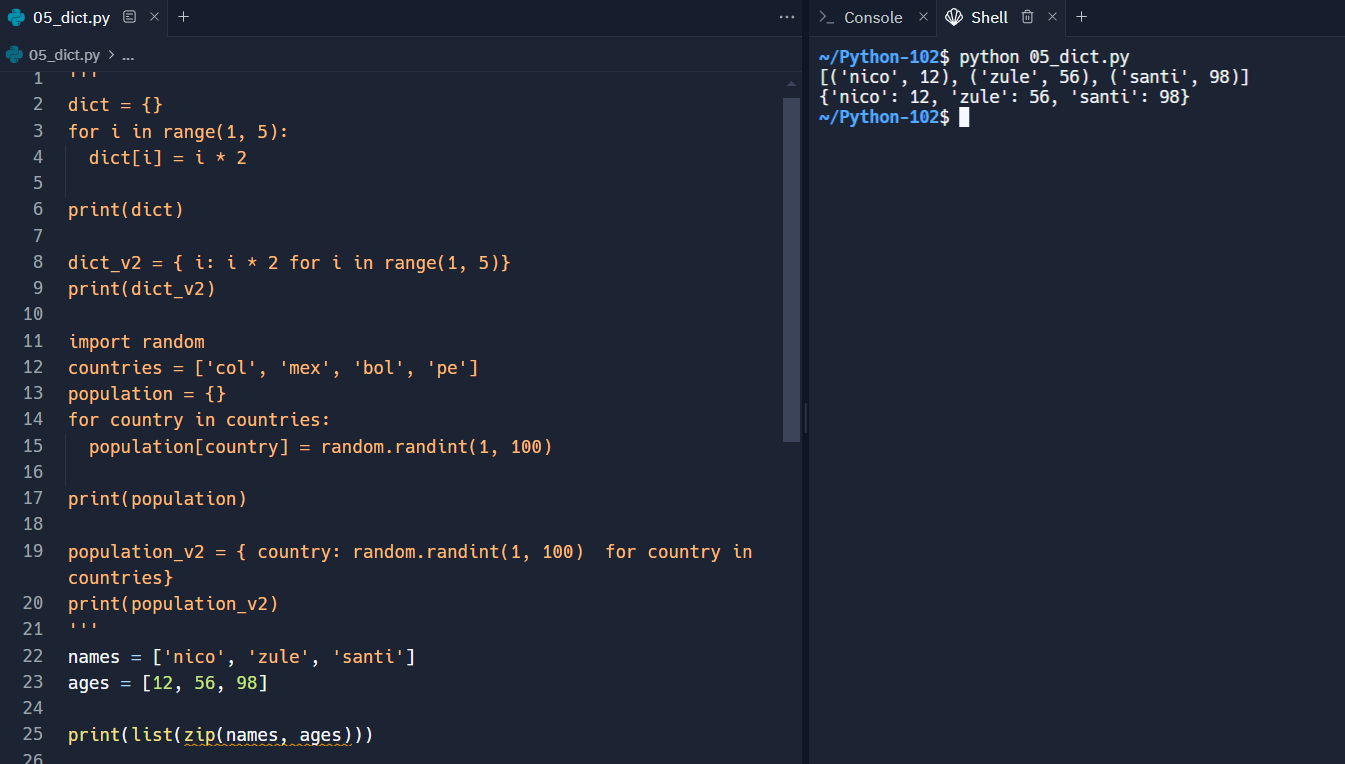 05_dict.py
05_dict.py > ...
1 '''
2 dict = {}
3 for i in range(1, 5):
4   dict[i] = i * 2
5
6 print(dict)
7
8 dict_v2 = { i: i * 2 for i in range(1, 5)}
9 print(dict_v2)
10
11 import random
12 countries = ['col', 'mex', 'bol', 'pe']
13 population = {}
14 for country in countries:
15   population[country] = random.randint(1, 100)
16
17 print(population)
18
19 population_v2 = { country: random.randint(1, 100)  for country in
countries}
20 print(population_v2)
21 '''
22 names = ['nico', 'zule', 'santi']
23 ages = [12, 56, 98]
24
25 print(list(zip(names, ages)))
26
Console
Shell
~/Python-102$ python 05_dict.py
[('nico', 12), ('zule', 56), ('santi', 98)]
{'nico': 12, 'zule': 56, 'santi': 98}
~/Python-102$